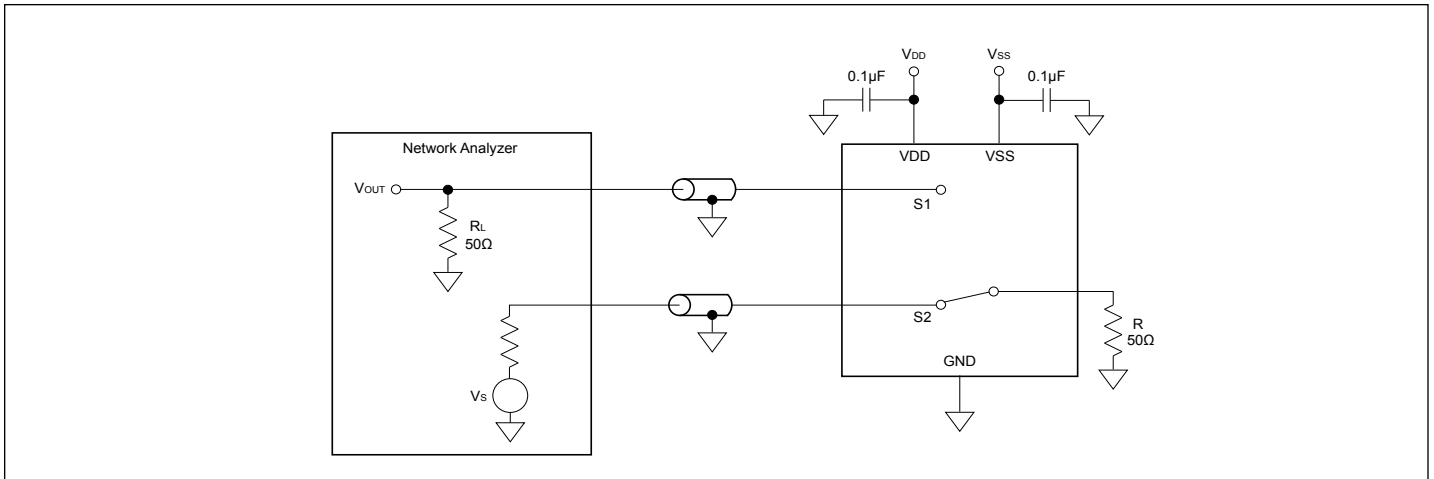 VDD
VSS
0.1µF
0.1µF
Network Analyzer
VDD
VSS
VOUT
S1
RL
50Ω
S2
R
50Ω
GND
VS